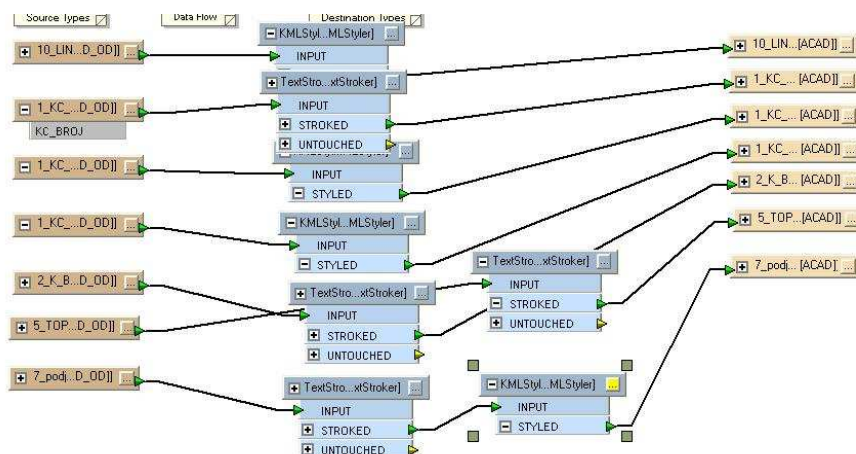 Source Types
Data Flow
Destination Types
KMLStyl...MLStyler]
10_LIN...D_OD]]
INPUT
10_LIN... [ACAD]]
TextStro...xtStroker]
1_KC_...D_OD]]
INPUT
1_KC_... [ACAD]]
KC_BROJ
STROKED
UNTOUCHED
1_KC_... [ACAD]]
1_KC_...D_OD]]
INPUT
STYLED
1_KC_... [ACAD]]
2_K_B... [ACAD]]
1_KC_...D_OD]]
KMLStyl...MLStyler]
INPUT
STYLED
5_TOP... [ACAD]]
TextStro...xtStroker]
7_podj... [ACAD]]
2_K_B...D_OD]]
INPUT
TextStro...xtStroker]
STROKED
INPUT
UNTOUCHED
5_TOP...D_OD]]
STROKED
UNTOUCHED
7_podj...D_OD]]
TextStro...xtStroker]
KMLStyl...MLStyler]
INPUT
INPUT
STROKED
STYLED
UNTOUCHED